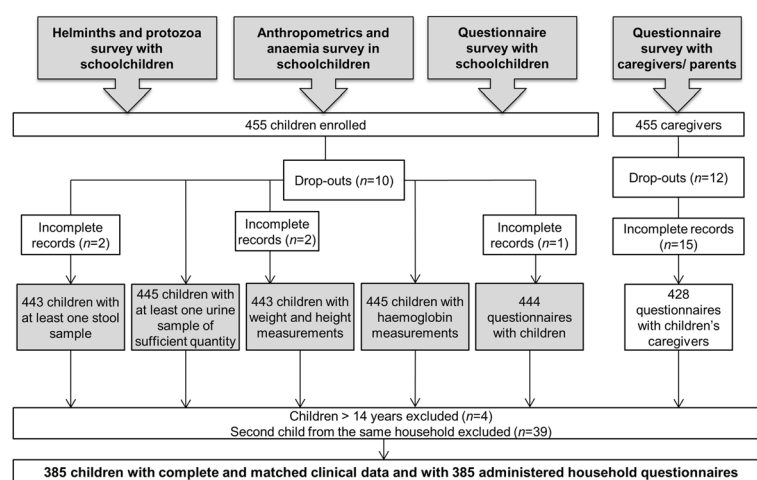 Helminths and protozoa
survey with
schoolchildren
Anthropometrics and
anaemia survey in
schoolchildren
Questionnaire
survey with
schoolchildren
Questionnaire
survey with
caregivers/ parents
455 children enrolled
455 caregivers
Drop-outs (n=10)
Drop-outs (n=12)
Incomplete
records (n=2)
Incomplete
records (n=2)
Incomplete
records (n=1)
Incomplete records
(n=15)
443 children with
at least one stool
sample
445 children with
at least one urine
sample of
sufficient quantity
443 children with
weight and height
measurements
445 children with
haemoglobin
measurements
444
questionnaires
with children
428
questionnaires
with children's
caregivers
Children > 14 years excluded (n=4)
Second child from the same household excluded (n=39)
385 children with complete and matched clinical data and with 385 administered household questionnaires